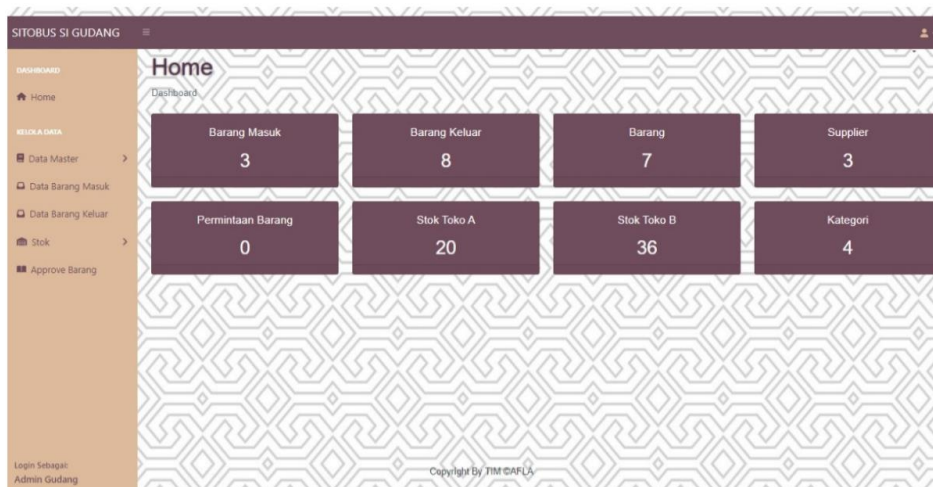 SITOBUS SI GUDANG
DASHBOARD
Home
KELOLA DATA
Data Master
Data Barang Masuk
Data Barang Keluar
Stok
Approve Barang
Login Sebagai:
Admin Gudang
Home
Dashboard
Barang Masuk
3
Barang Keluar
8
Barang
7
Supplier
3
Permintaan Barang
0
Stok Toko A
20
Stok Toko B
36
Kategori
4
Copyright By TIM ©AFLA